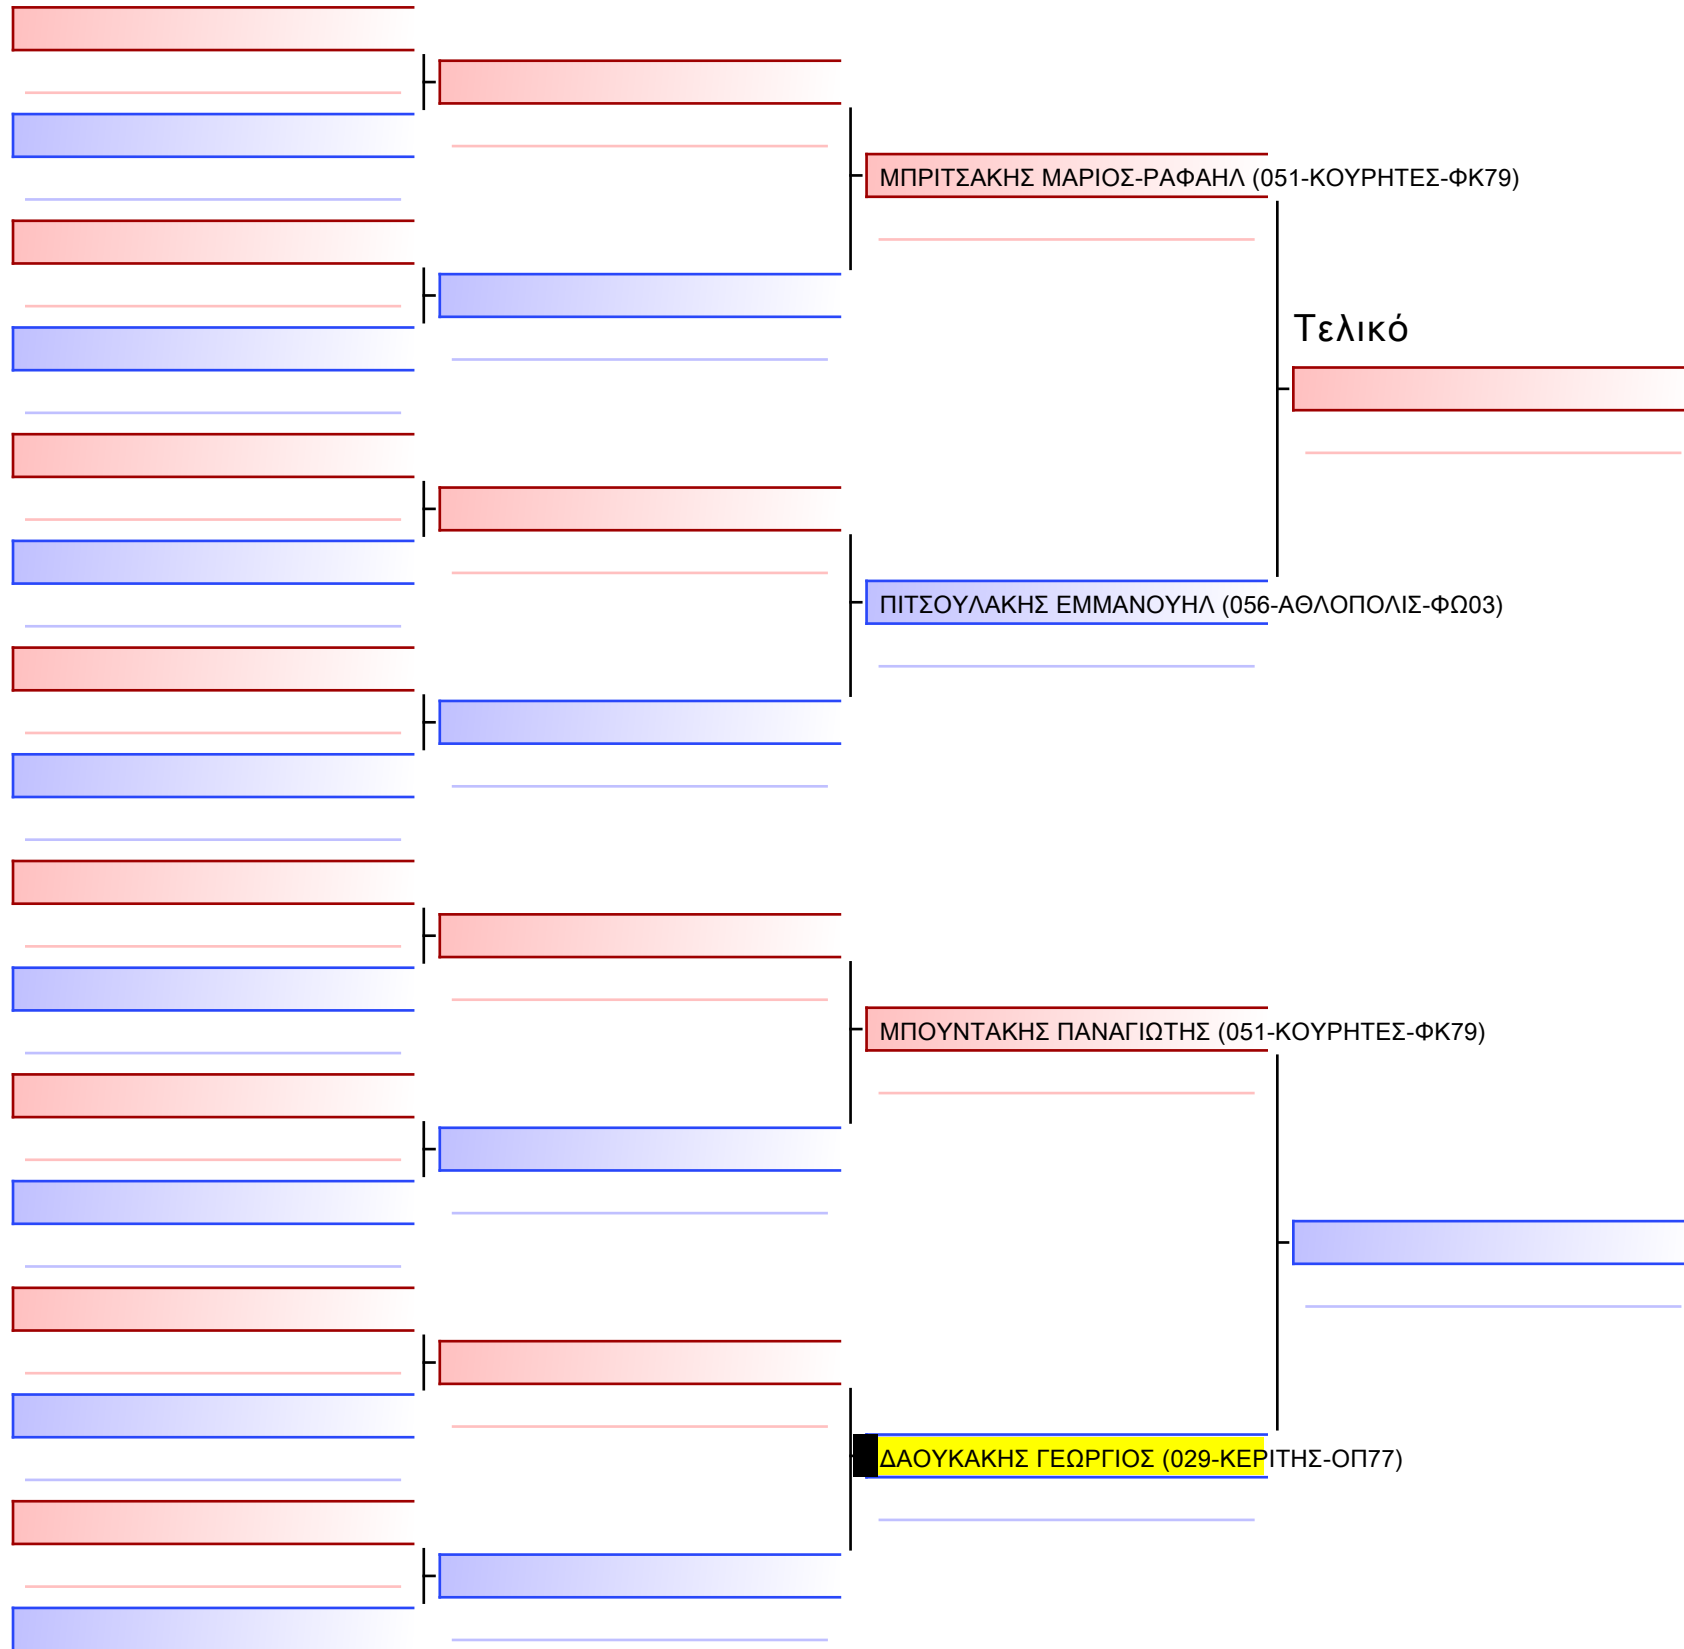 ΜΠΡΙΤΣΑΚΗΣ ΜΑΡΙΟΣ-ΡΑΦΑΗΛ (051-ΚΟΥΡΗΤΕΣ-ΦΚ79)
Τελικό
ΠΙΤΣΟΥΛΑΚΗΣ ΕΜΜΑΝΟΥΗΛ (056-ΑΘΛΟΠΟΛΙΣ-ΦΩ03)
ΜΠΟΥΝΤΑΚΗΣ ΠΑΝΑΓΙΩΤΗΣ (051-ΚΟΥΡΗΤΕΣ-ΦΚ79)
ΔΑΟΥΚΑΚΗΣ ΓΕΩΡΓΙΟΣ (029-ΚΕΡΙΤΗΣ-ΟΠ77)